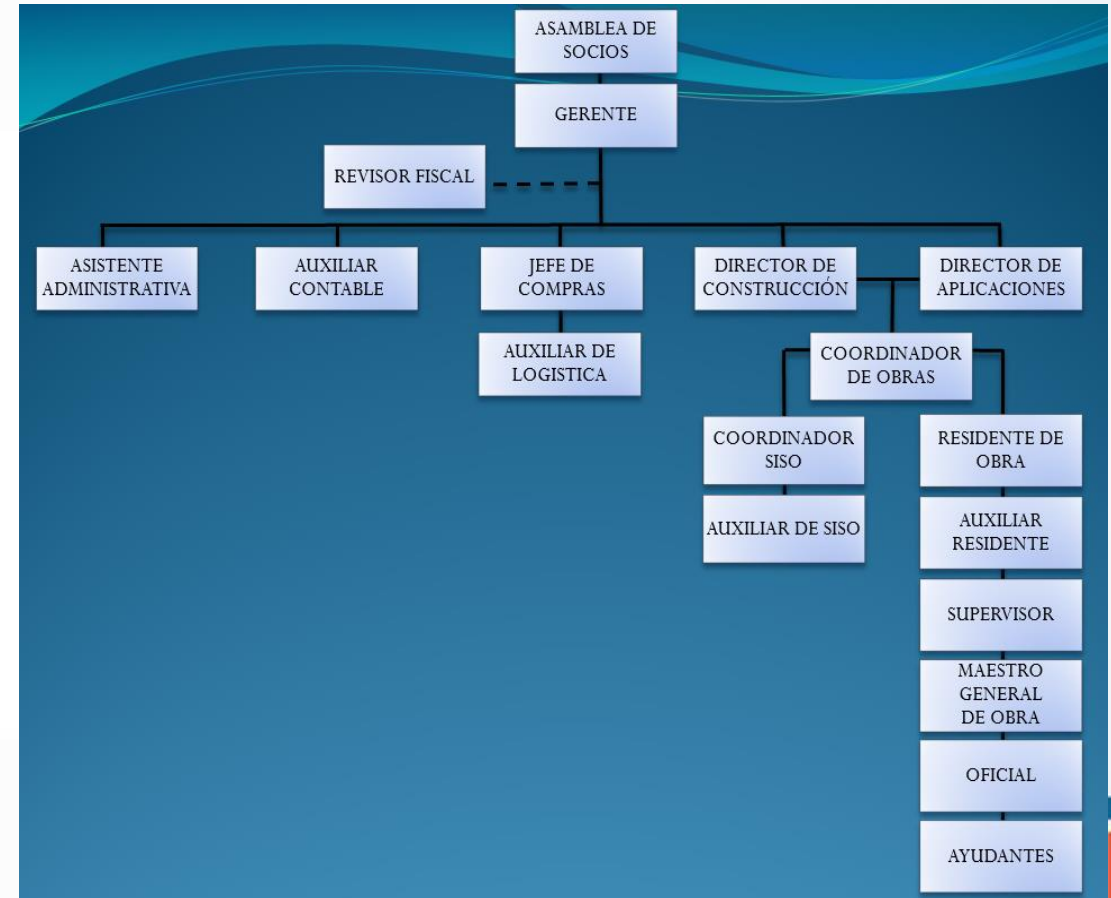 ASAMBLEA DE
SOCIOS
GERENTE
REVISOR FISCAL
ASISTENTE
ADMINISTRATIVA
AUXILIAR
CONTABLE
JEFE DE
COMPRAS
DIRECTOR DE
CONSTRUCCIÓN
DIRECTOR DE
APLICACIONES
AUXILIAR DE
LOGISTICA
COORDINADOR
DE OBRAS
COORDINADOR
SISO
RESIDENTE DE
OBRA
AUXILIAR DE SISO
AUXILIAR
RESIDENTE
SUPERVISOR
MAESTRO
GENERAL
DE OBRA
OFICIAL
AYUDANTES